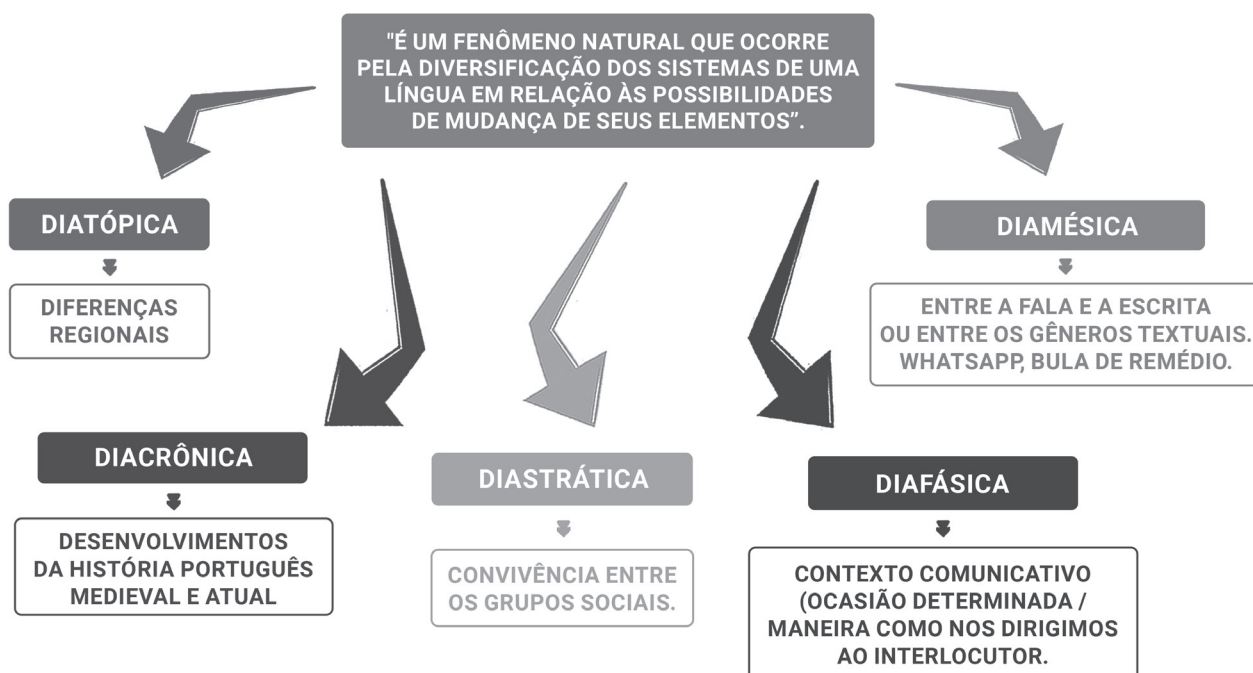 "É UM FENÔMENO NATURAL QUE OCORRE
PELA DIVERSIFICAÇÃO DOS SISTEMAS DE UMA
LÍNGUA EM RELAÇÃO ÀS POSSIBILIDADES
DE MUDANÇA DE SEUS ELEMENTOS”.
DIATÓPICA
DIFERENÇAS
REGIONAIS
DIAMÉSICA
ENTRE A FALA E A ESCRITA
OU ENTRE OS GÊNEROS TEXTUAIS.
WHATSAPP, BULA DE REMÉDIO.
DIACRÔNICA
DESENVOLVIMENTOS
DA HISTÓRIA PORTUGUÊS
MEDIEVAL E ATUAL
DIASTRÁTICA
CONVIVÊNCIA ENTRE
OS GRUPOS SOCIAIS.
DIAFÁSICA
CONTEXTO COMUNICATIVO
(OCASIÃO DETERMINADA /
MANEIRA COMO NOS DIRIGIMOS
AO INTERLOCUTOR.